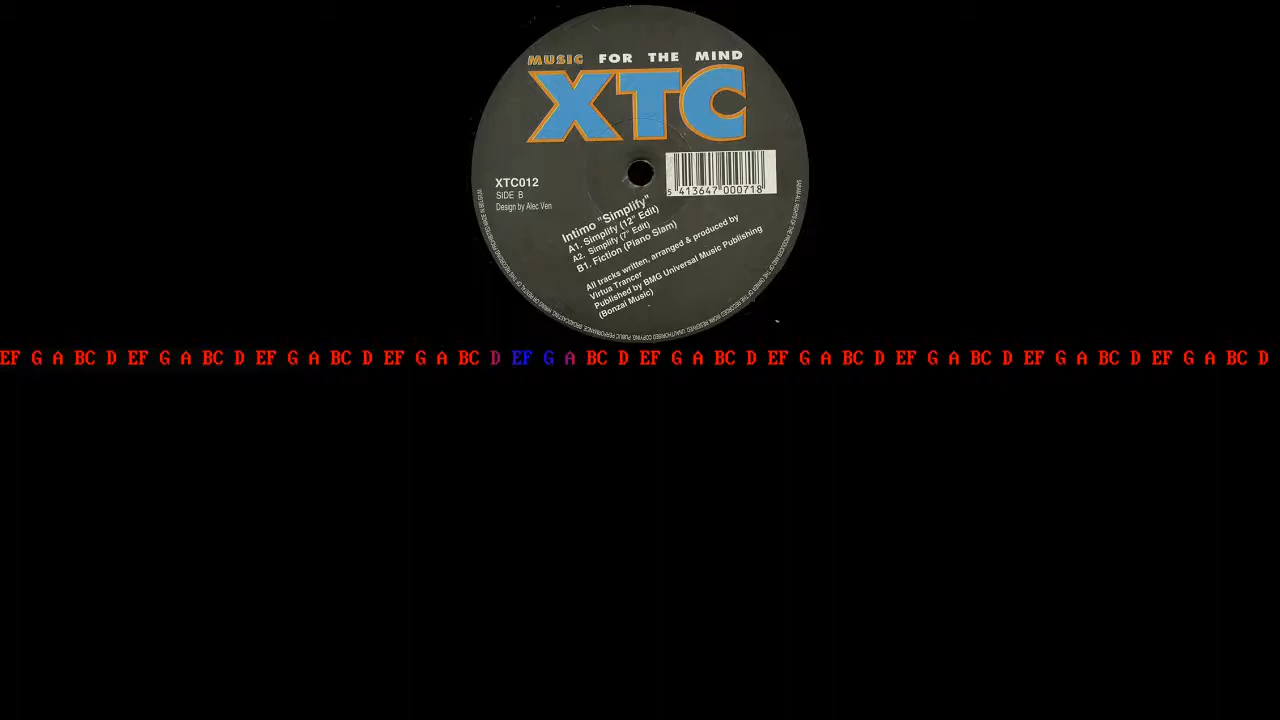 MUSIC FOR THE MIND
XTC
5 413647 000718
XTC012
SIDE B
Design by Alec Ven
Intimo "Simplify"
A1. Simplify (12" Edit)
A2. Simplify (7" Edit)
B1. Fiction (Piano Slam)
All tracks written, arranged & produced by
Virtua Trancer
Published by BMG Universal Music Publishing
(Bonzai Music)
EF G A BC D EF G A BC D EF G A BC D EF G A BC D EF G A BC D EF G A BC D EF G A BC D EF G A BC D EF G A BC D EF G A BC D